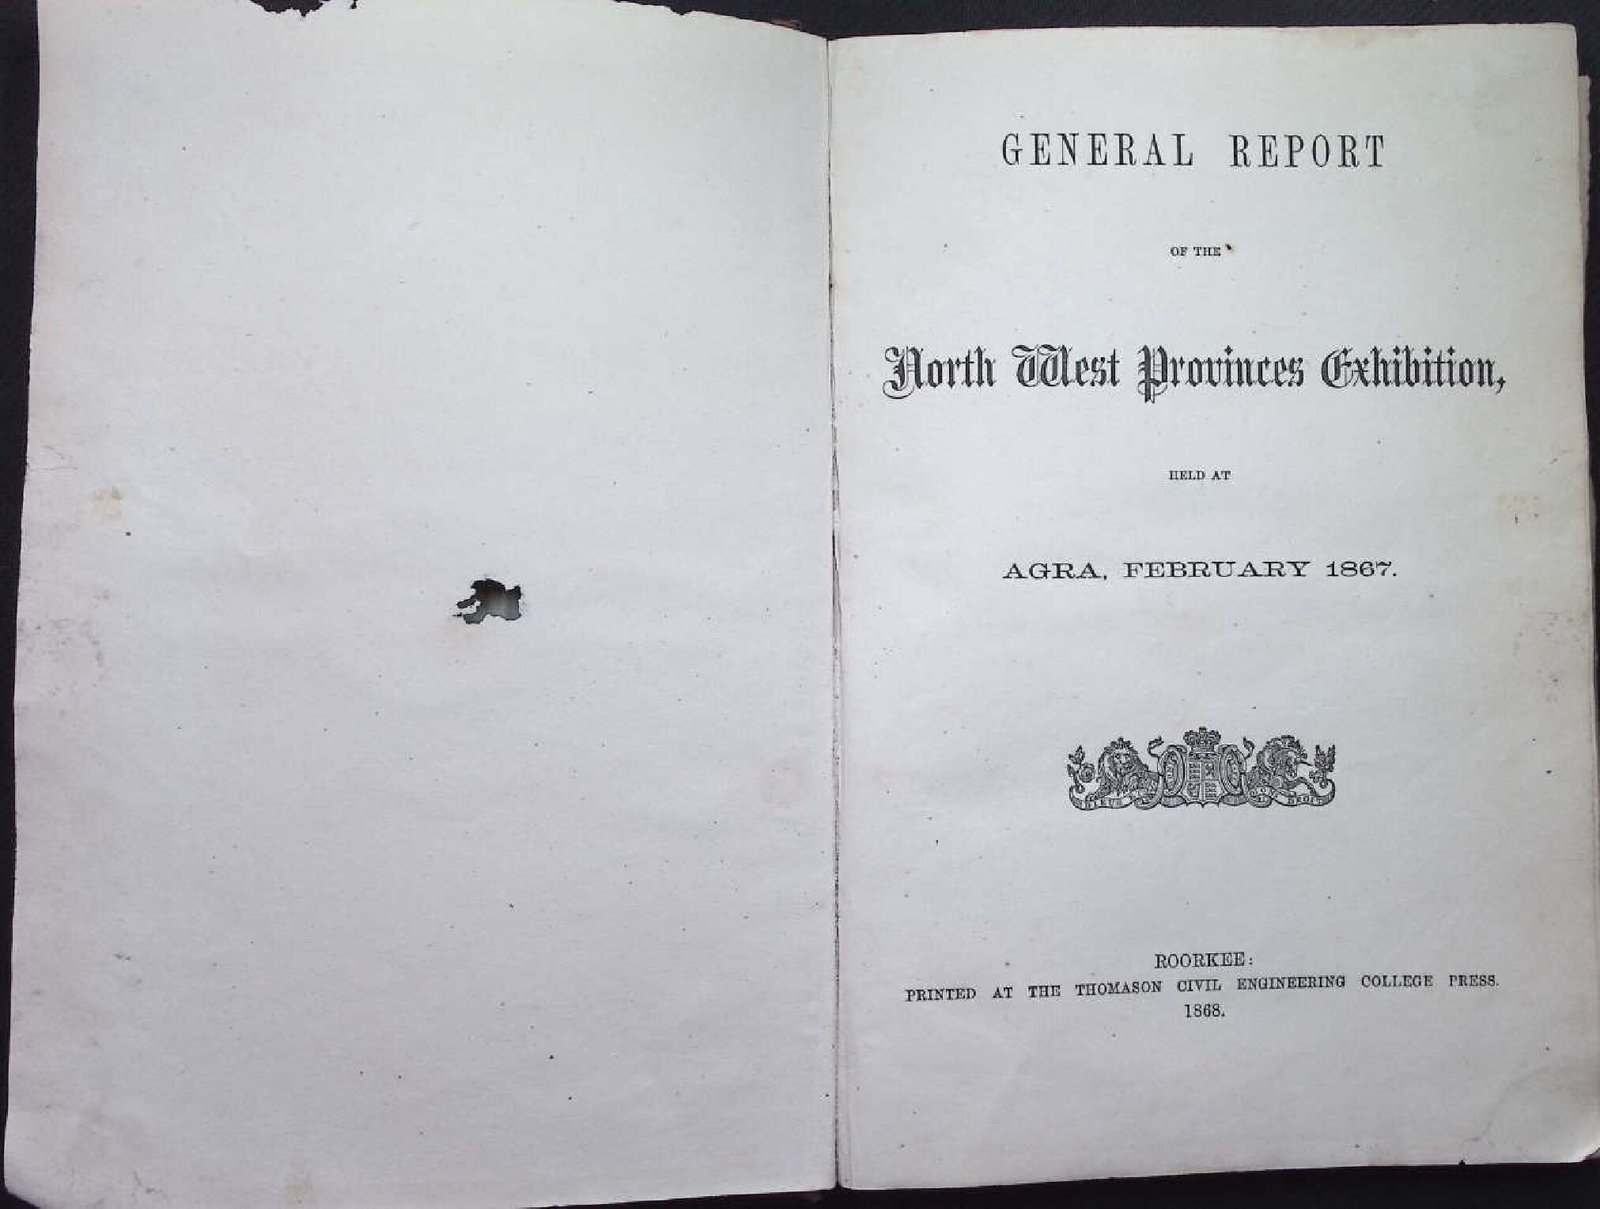 GENERAL REPORT
OF THE
North West Provinces Exhibition,
HELD AT
AGRA, FEBRUARY 1867.
ROORKEE:
PRINTED AT THE THOMASON CIVIL ENGINEERING COLLEGE PRESS.
1868.